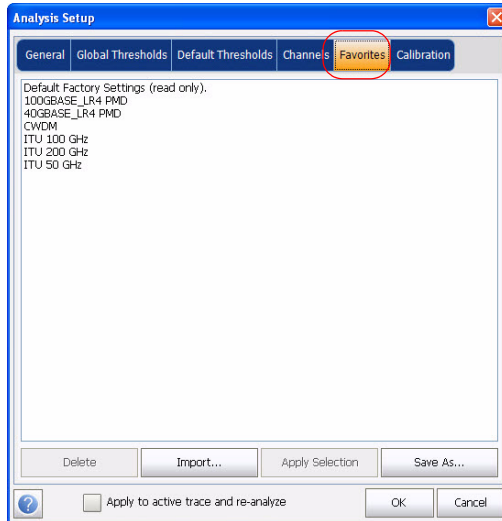 Analysis Setup
General Global Thresholds Default Thresholds Channels Favorites Calibration
Default Factory Settings (read only).
100GBASE_LR4 PMD
40GBASE_LR4 PMD
CWDM
ITU 100 GHz
ITU 200 GHz
ITU 50 GHz
Delete Import... Apply Selection Save As...
? Apply to active trace and re-analyze OK Cancel